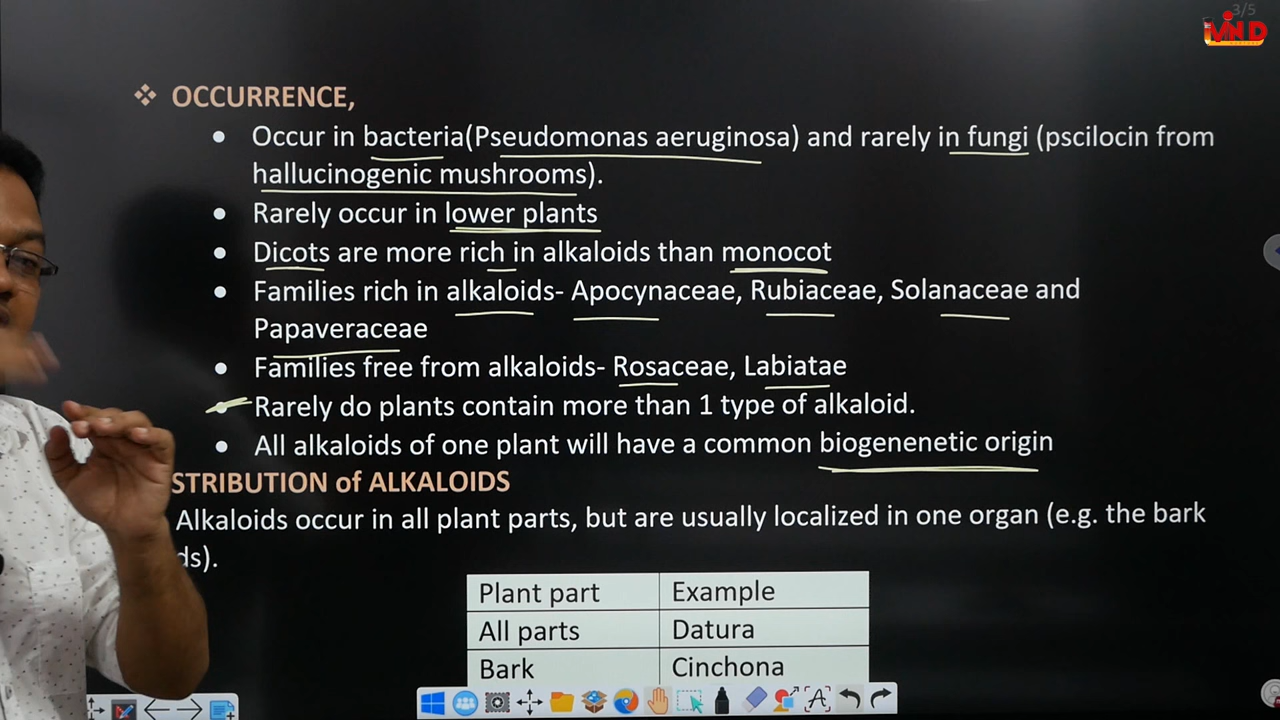 3/5
MIND
❖ OCCURRENCE,
• Occur in bacteria(Pseudomonas aeruginosa) and rarely in fungi (pscilocin from
hallucinogenic mushrooms).
• Rarely occur in lower plants
• Dicots are more rich in alkaloids than monocot
• Families rich in alkaloids- Apocynaceae, Rubiaceae, Solanaceae and
Papaveraceae
• Families free from alkaloids- Rosaceae, Labiatae
• Rarely do plants contain more than 1 type of alkaloid.
• All alkaloids of one plant will have a common biogenenetic origin
STRIBUTION of ALKALOIDS
Alkaloids occur in all plant parts, but are usually localized in one organ (e.g. the bark
ds).
Plant part Example
All parts Datura
Bark Cinchona